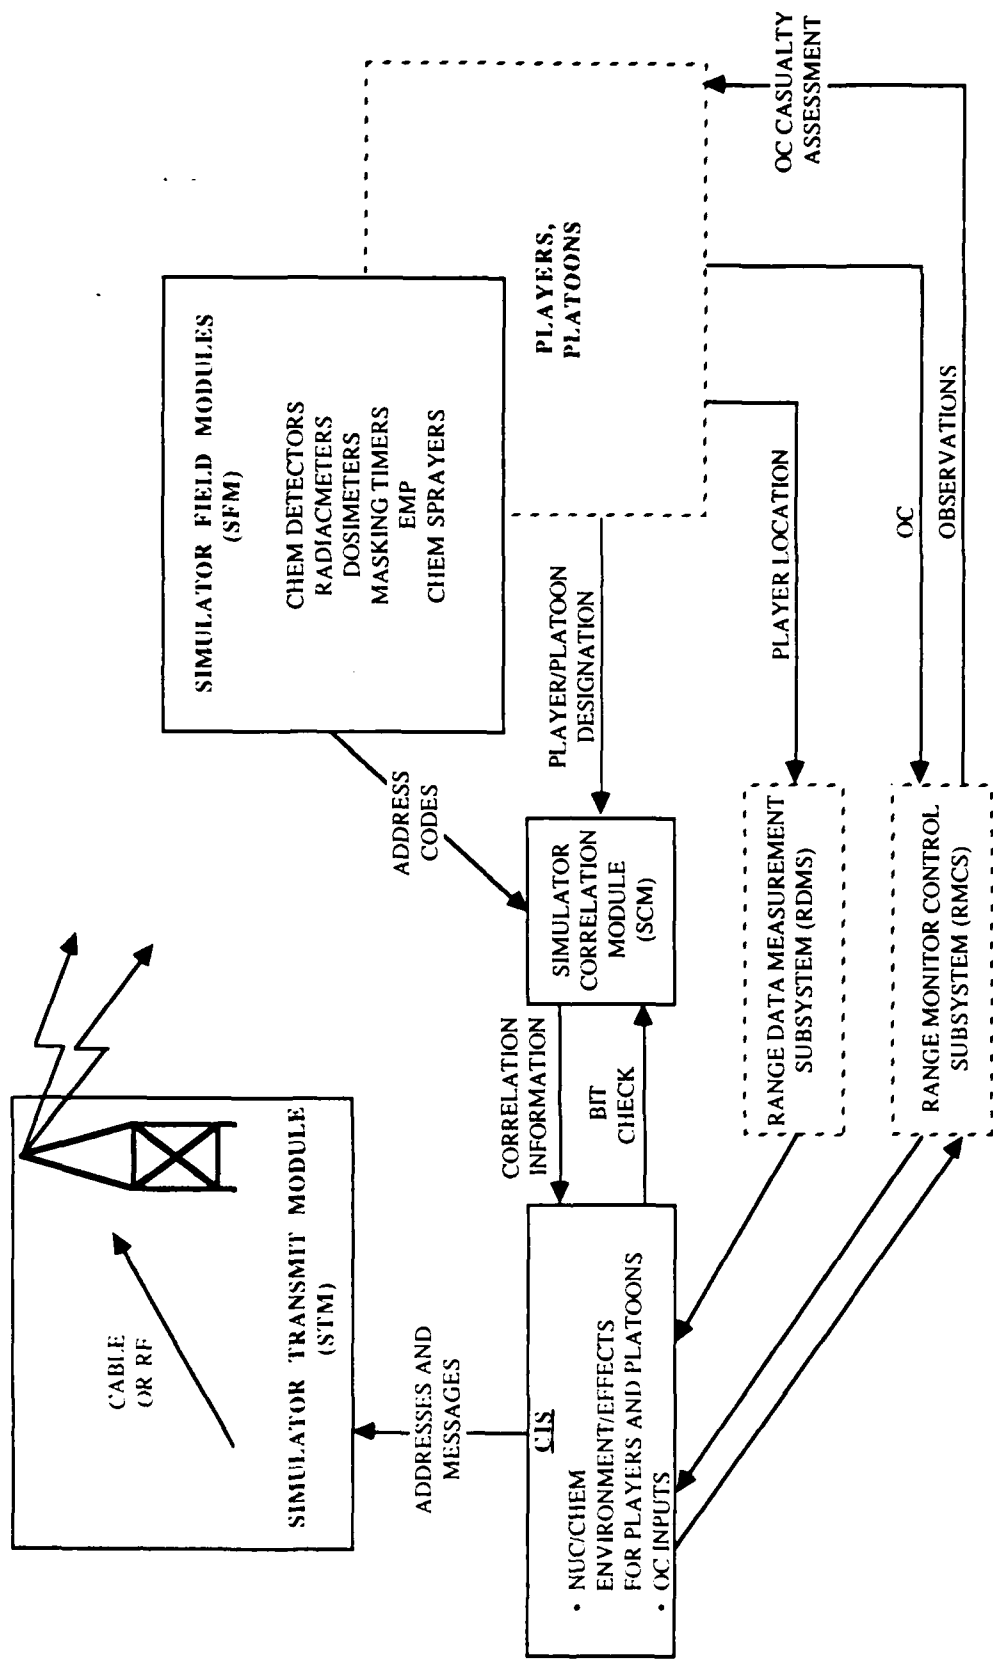 SIMULATOR TRANSMIT MODULE
(STM)
CABLE
OR RF
SIMULATOR FIELD MODULES
(SFM)
CHEM DETECTORS
RADIACMETERS
DOSIMETERS
MASKING TIMERS
EMP
CHEM SPRAYERS
PLAYERS,
PLATOONS
ADDRESS
CODES
ADDRESSES AND
MESSAGES
CORRELATION
INFORMATION
BIT
CHECK
SIMULATOR
CORRELATION
MODULE
(SCM)
PLAYER/PLATOON
DESIGNATION
CIS
• NUC/CHEM
ENVIRONMENT/EFFECTS
FOR PLAYERS AND PLATOONS
• OC INPUTS
RANGE DATA MEASUREMENT
SUBSYSTEM (RDMS)
PLAYER LOCATION
RANGE MONITOR CONTROL
SUBSYSTEM (RMCS)
OC
OBSERVATIONS
OC CASUALTY
ASSESSMENT